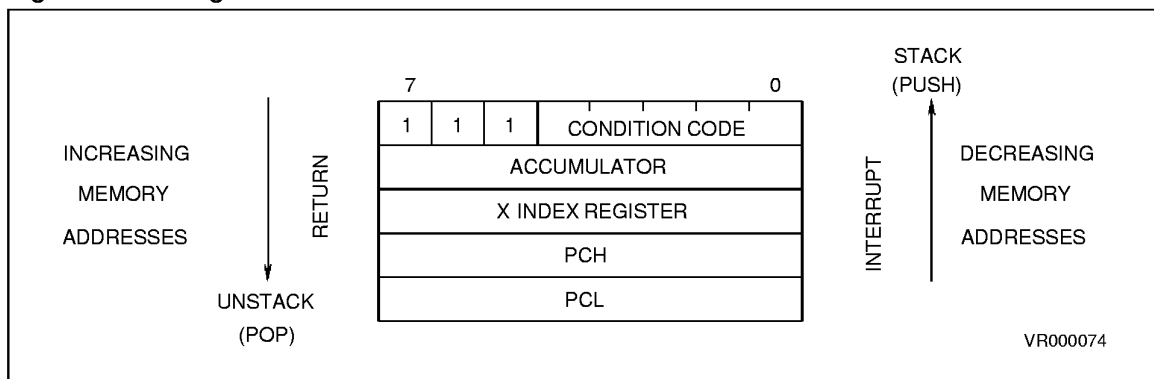 STACK
(PUSH)
7 0
1 1 1 CONDITION CODE
INCREASING
MEMORY
ADDRESSES
RETURN
ACCUMULATOR
X INDEX REGISTER
PCH
PCL
INTERRUPT
DECREASING
MEMORY
ADDRESSES
UNSTACK
(POP)
VR000074